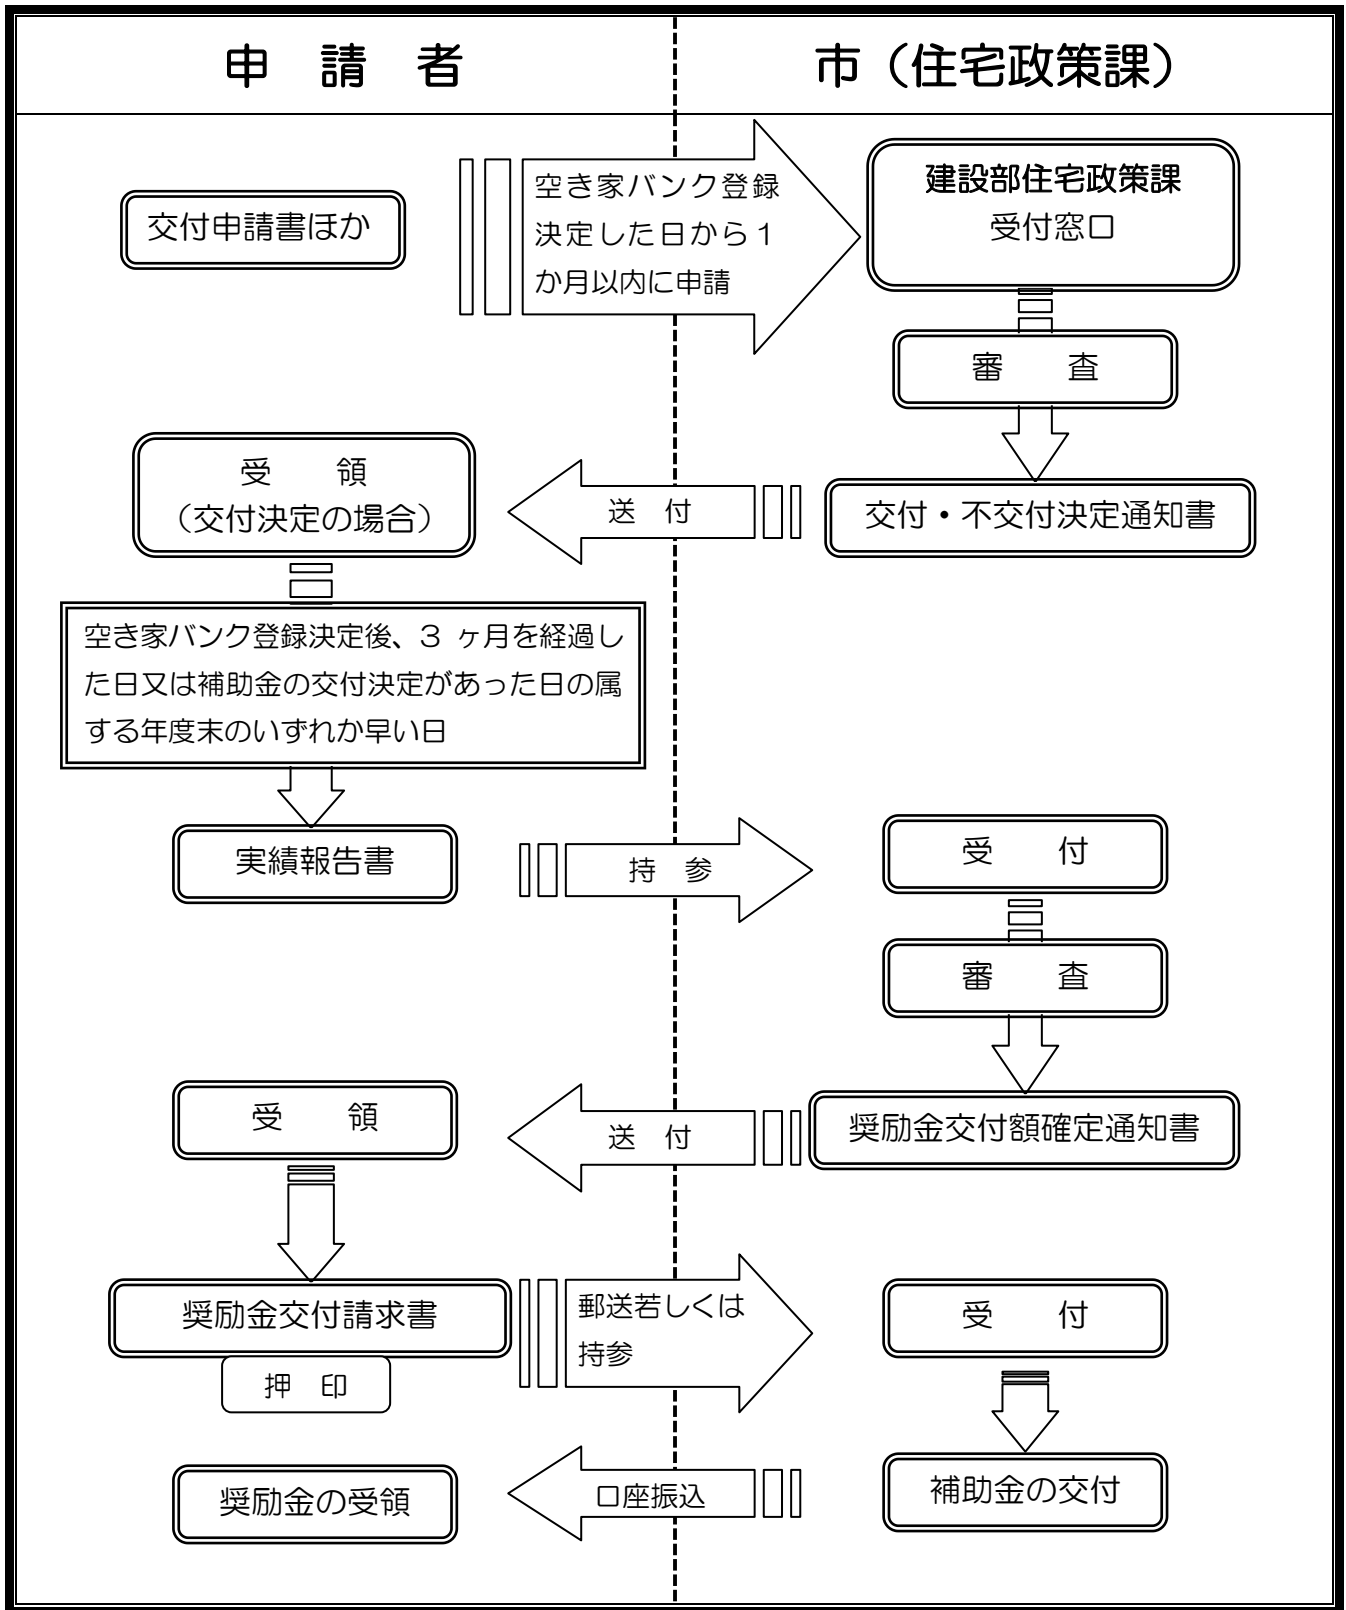 申　請　者
市（住宅政策課）
交付申請書ほか
空き家バンク登録
決定した日から１
か月以内に申請
建設部住宅政策課
受付窓口
審　　査
交付・不交付決定通知書
送　付
受　　領
（交付決定の場合）
空き家バンク登録決定後、３ ヶ月を経過し
た日又は補助金の交付決定があった日の属
する年度末のいずれか早い日
実績報告書
持　参
受　　付
審　　査
奨励金交付額確定通知書
送　付
受　　領
奨励金交付請求書
押　印
郵送若しくは
持参
受　　付
補助金の交付
口座振込
奨励金の受領